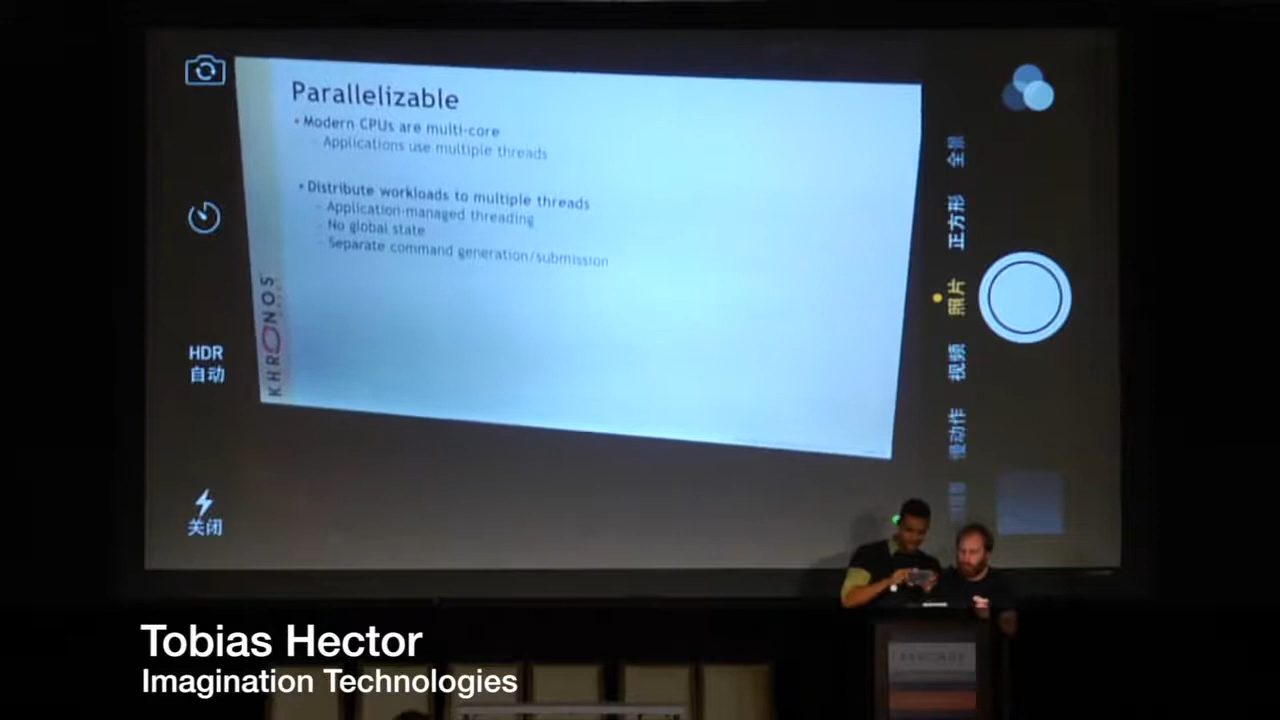 Parallelizable
• Modern CPUs are multi-core
- Applications use multiple threads
• Distribute workloads to multiple threads
- Application-managed threading
- No global state
- Separate command generation/submission
KHRONOS
HDR
自动
关闭
全景
正方形
照片
视频
慢动作
Tobias Hector
Imagination Technologies
KHRONOS